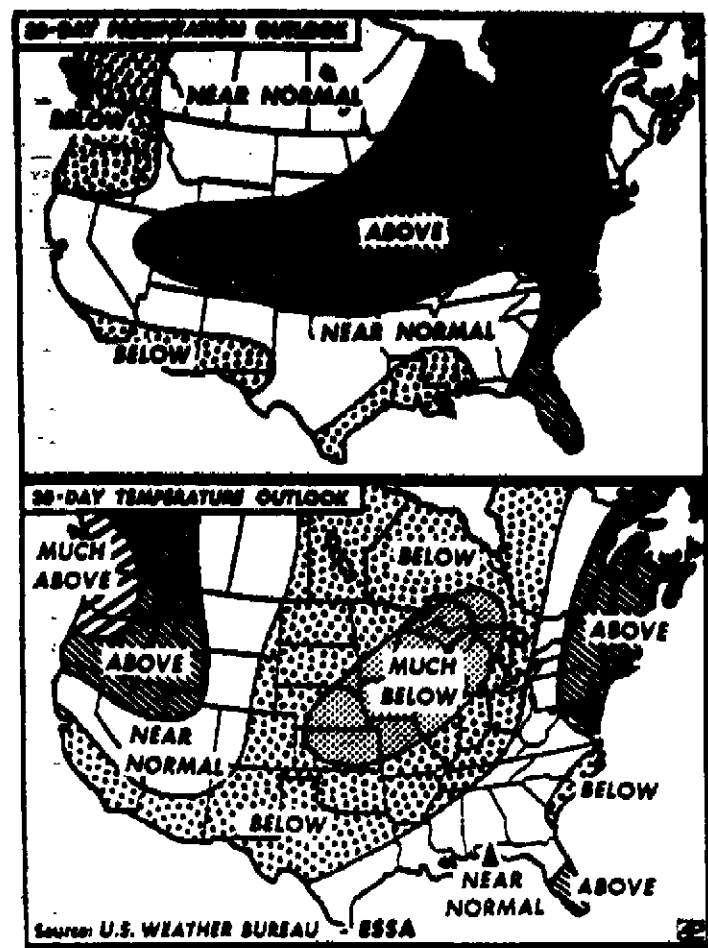 30-DAY PRECIPITATION OUTLOOK
NEAR NORMAL
BELOW
ABOVE
NEAR NORMAL
BELOW
30-DAY TEMPERATURE OUTLOOK
MUCH
ABOVE
BELOW
ABOVE
ABOVE
MUCH
BELOW
NEAR
NORMAL
BELOW
BELOW
NEAR
NORMAL
ABOVE
Source: U.S. WEATHER BUREAU - ESSA